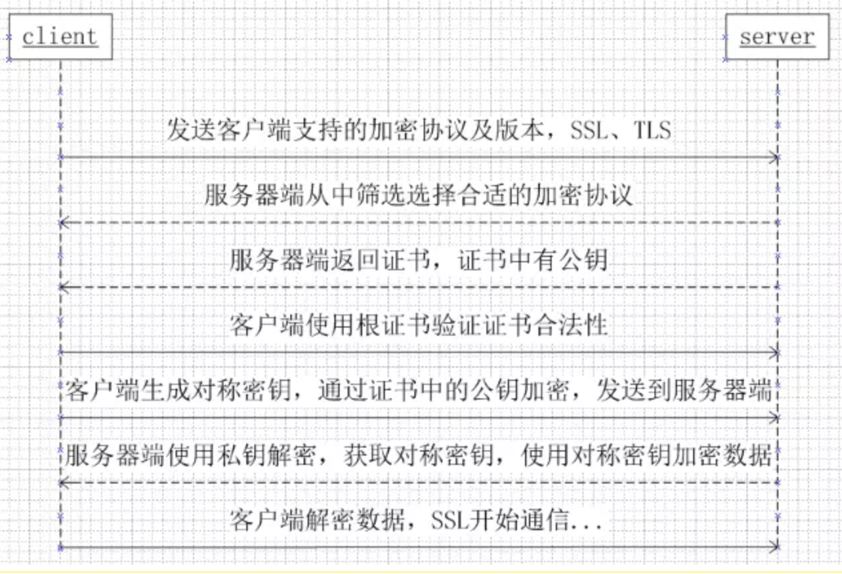 client
server
发送客户端支持的加密协议及版本，SSL、TLS
服务器端从中筛选选择合适的加密协议
服务器端返回证书，证书中有公钥
客户端使用根证书验证证书合法性
客户端生成对称密钥，通过证书中的公钥加密，发送到服务器端
服务器端使用私钥解密，获取对称密钥，使用对称密钥加密数据
客户端解密数据，SSL开始通信...